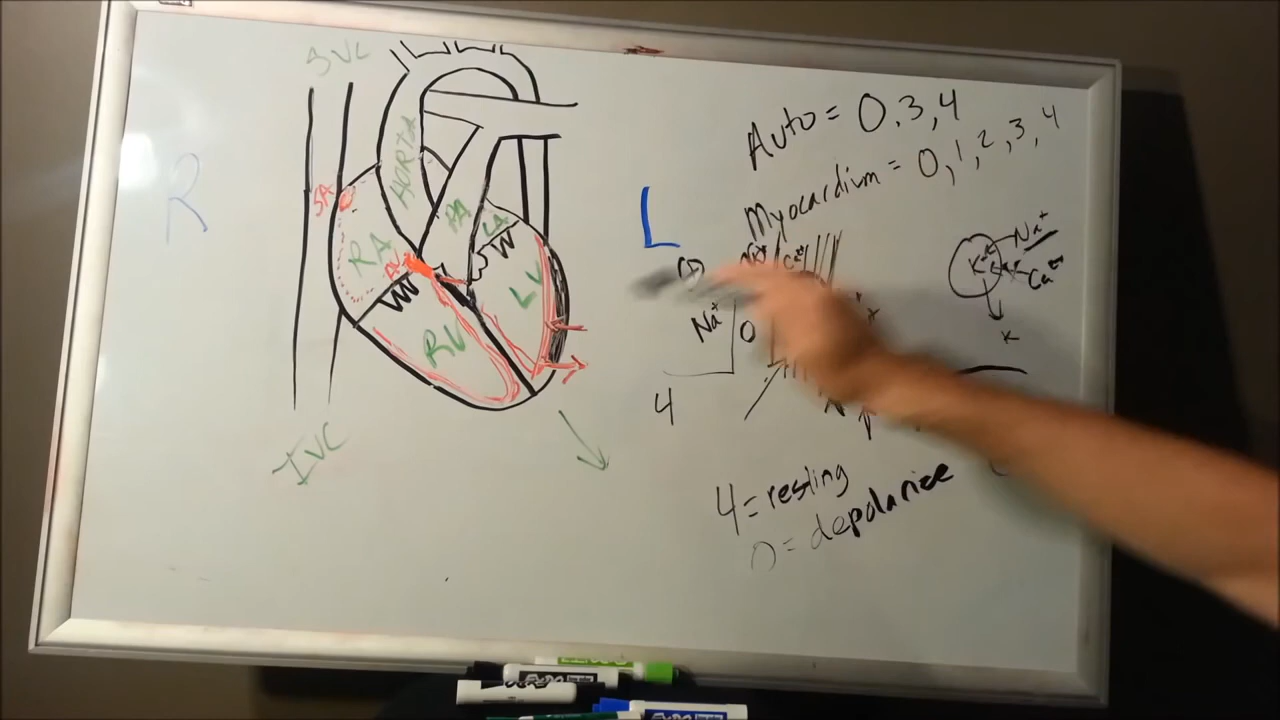 SVC
R
AORTA
SA
RA
AV
PA
LA
LV
RV
IVC
L
Auto = 0,3,4
Myocardium = 0,1,2,3,4
Na+
Ca++
K
Na+
0
4
4 = resting
0 = depolarize